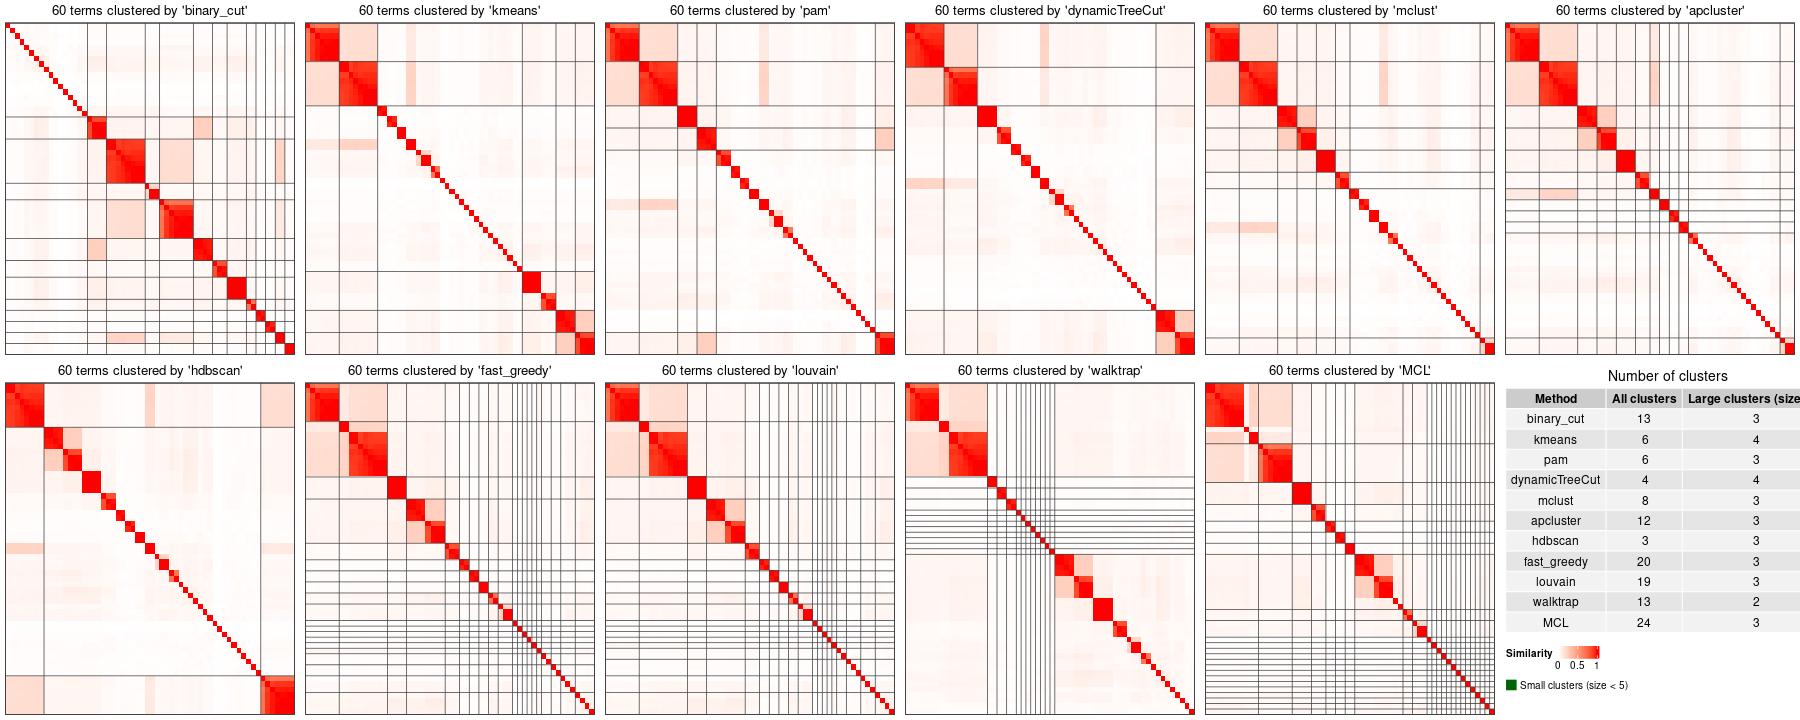 60 terms clustered by 'binary_cut'
60 terms clustered by 'kmeans'
60 terms clustered by 'pam'
60 terms clustered by 'dynamicTreeCut'
60 terms clustered by 'mclust'
60 terms clustered by 'apcluster'
60 terms clustered by 'hdbscan'
60 terms clustered by 'fast_greedy'
60 terms clustered by 'louvain'
60 terms clustered by 'walktrap'
60 terms clustered by 'MCL'
Number of clusters
Method All clusters Large clusters (size
binary_cut 13 3
kmeans 6 4
pam 6 3
dynamicTreeCut 4 4
mclust 8 3
apcluster 12 3
hdbscan 3 3
fast_greedy 20 3
louvain 19 3
walktrap 13 2
MCL 24 3
Similarity
0 0.5 1
Small clusters (size < 5)